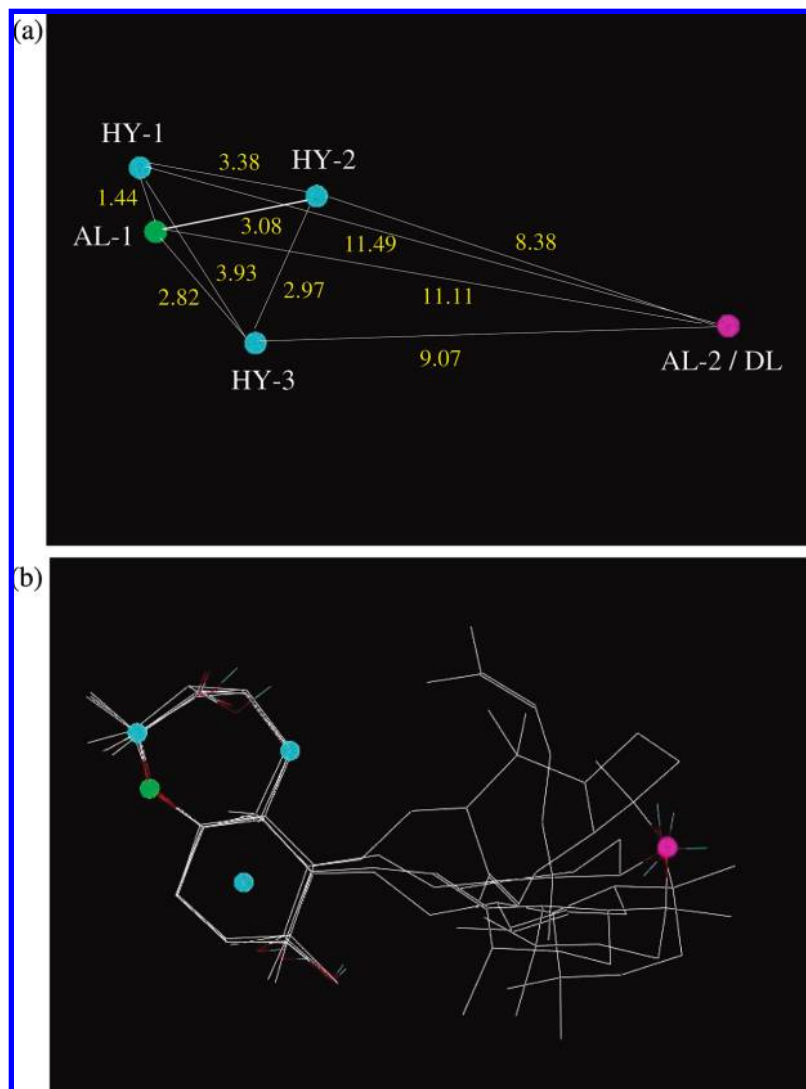 (a)
HY-1
3.38
HY-2
1.44
AL-1
3.08
11.49
8.38
3.93
2.82
2.97
11.11
9.07
HY-3
AL-2 / DL
(b)